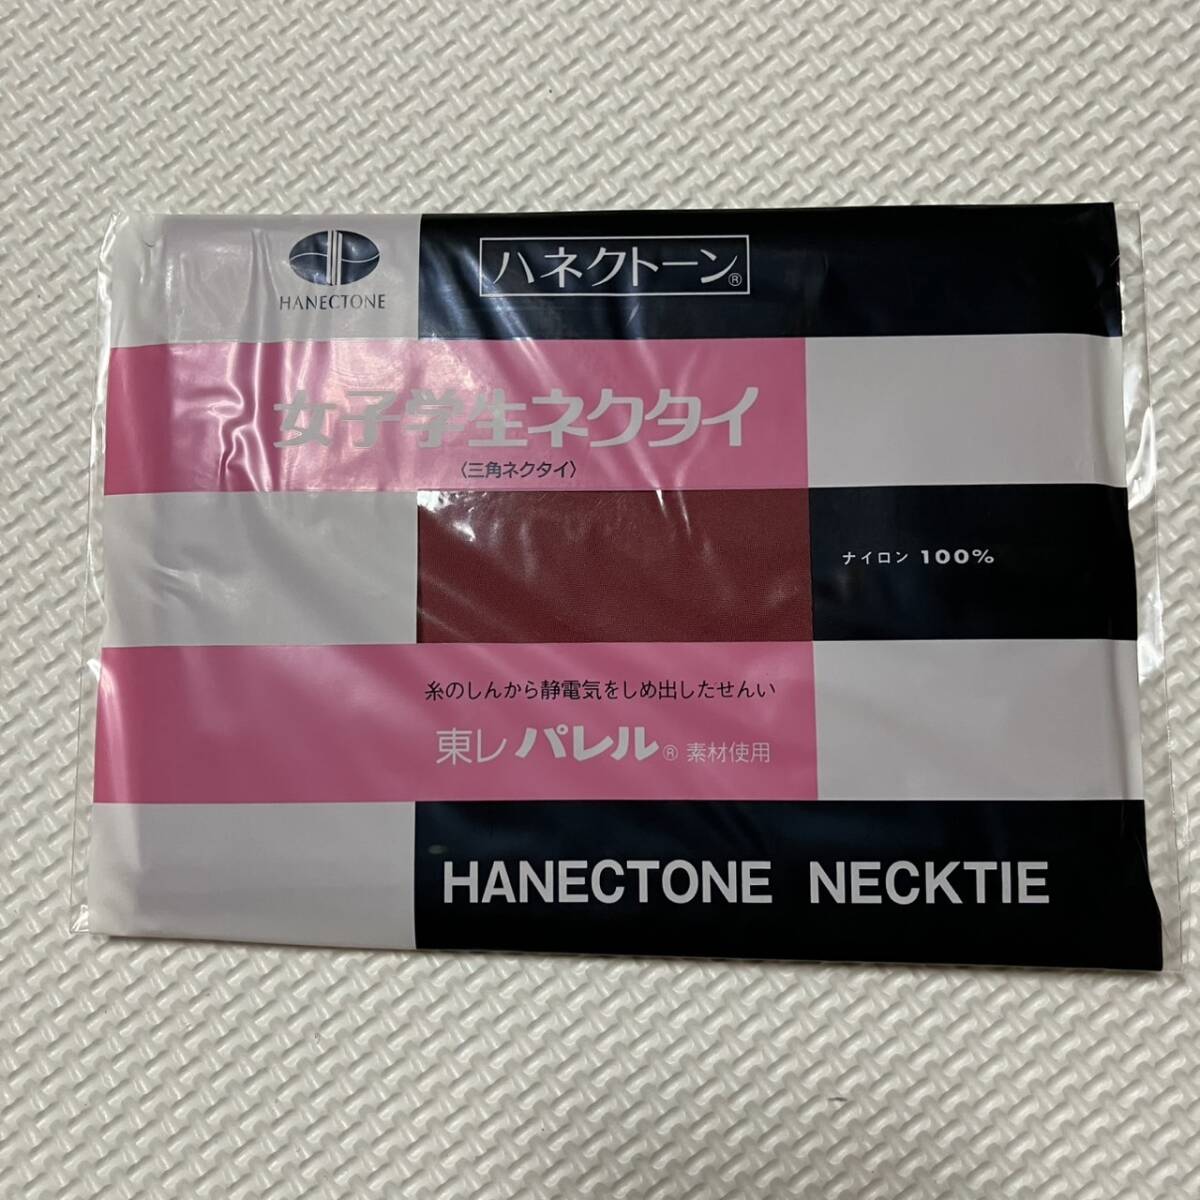 HANECTONE
ハネクトーン®
女子学生ネクタイ
〈三角ネクタイ〉
ナイロン 100%
糸のしんから静電気をしめ出したせんい
東レ パレル® 素材使用
HANECTONE NECKTIE